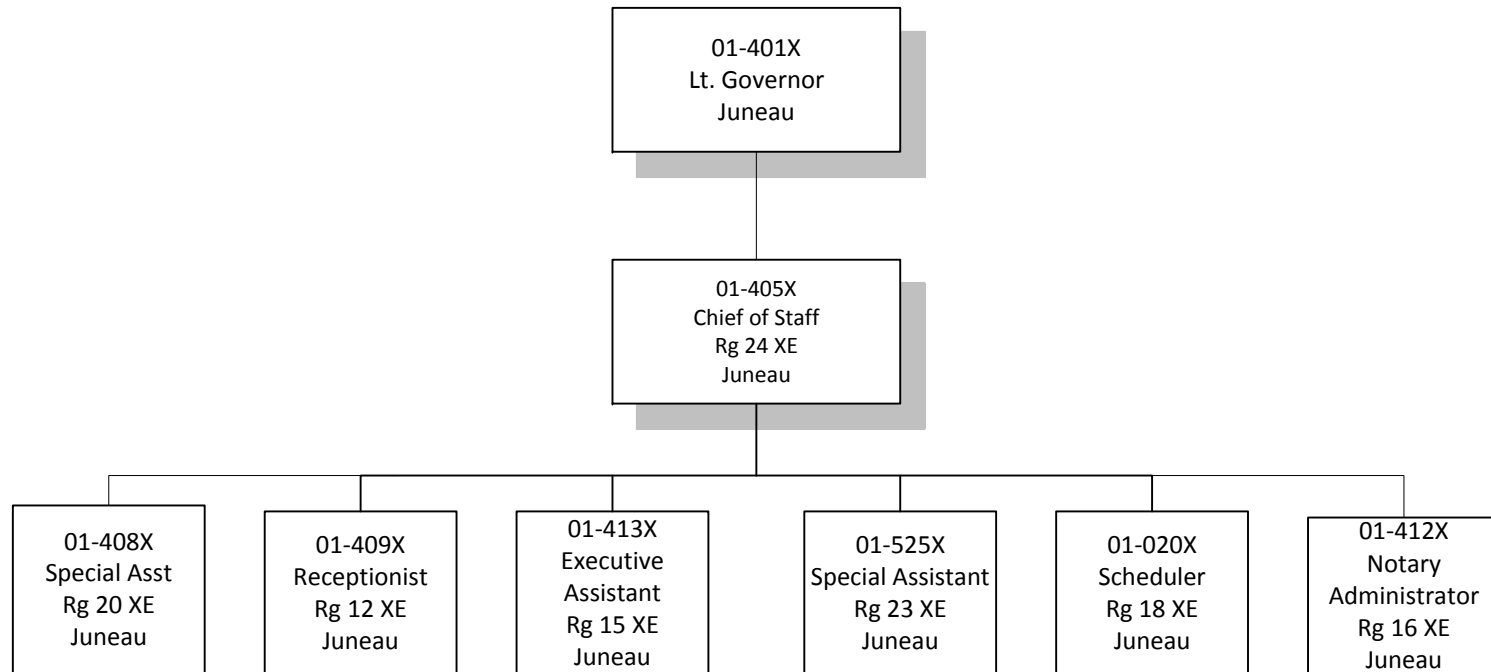 01-401X
Lt. Governor
Juneau
01-405X
Chief of Staff
Rg 24 XE
Juneau
01-408X
Special Asst
Rg 20 XE
Juneau
01-409X
Receptionist
Rg 12 XE
Juneau
01-413X
Executive
Assistant
Rg 15 XE
Juneau
01-525X
Special Assistant
Rg 23 XE
Juneau
01-020X
Scheduler
Rg 18 XE
Juneau
01-412X
Notary
Administrator
Rg 16 XE
Juneau